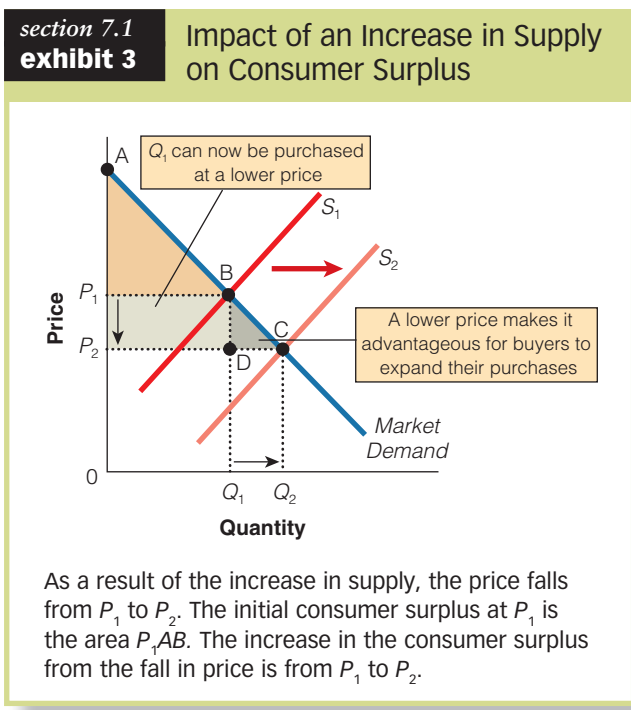 section 7.1
exhibit 3
Impact of an Increase in Supply
on Consumer Surplus
A
Q₁ can now be purchased
at a lower price
S₁
S₂
B
P₁
Price
C
A lower price makes it
advantageous for buyers to
expand their purchases
P₂
D
Market
Demand
0
Q₁
Q₂
Quantity
As a result of the increase in supply, the price falls
from P₁ to P₂. The initial consumer surplus at P₁ is
the area P₁AB. The increase in the consumer surplus
from the fall in price is from P₁ to P₂.